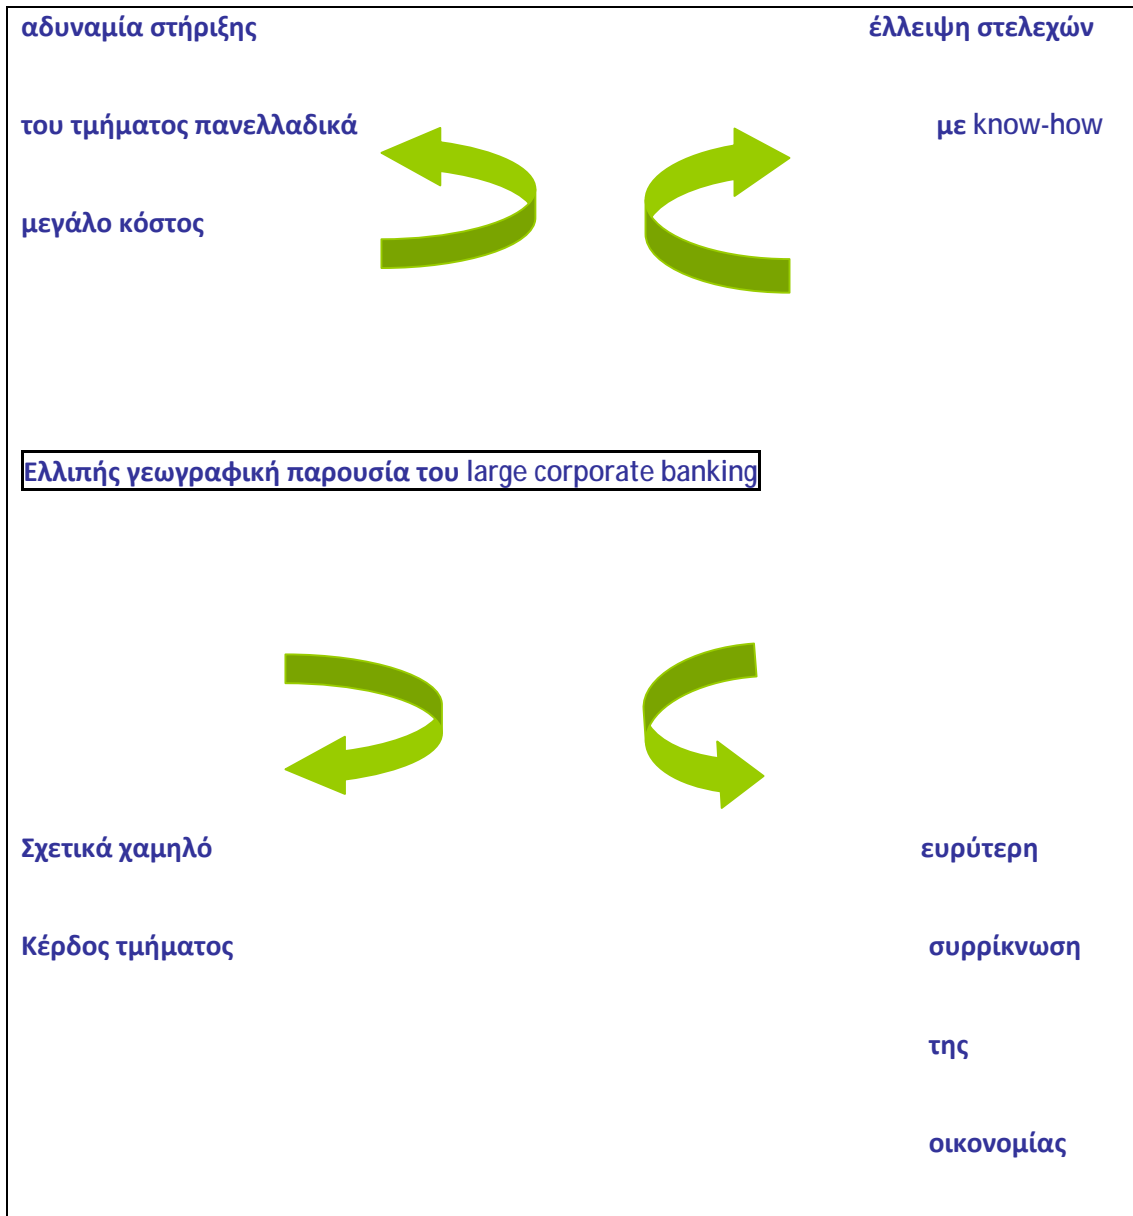 αδυναμία στήριξης έλλειψη στελεχών
του τμήματος πανελλαδικά με know-how
μεγάλο κόστος
Ελλιπής γεωγραφική παρουσία του large corporate banking
Σχετικά χαμηλό ευρύτερη
Κέρδος τμήματος συρρίκνωση
της
οικονομίας